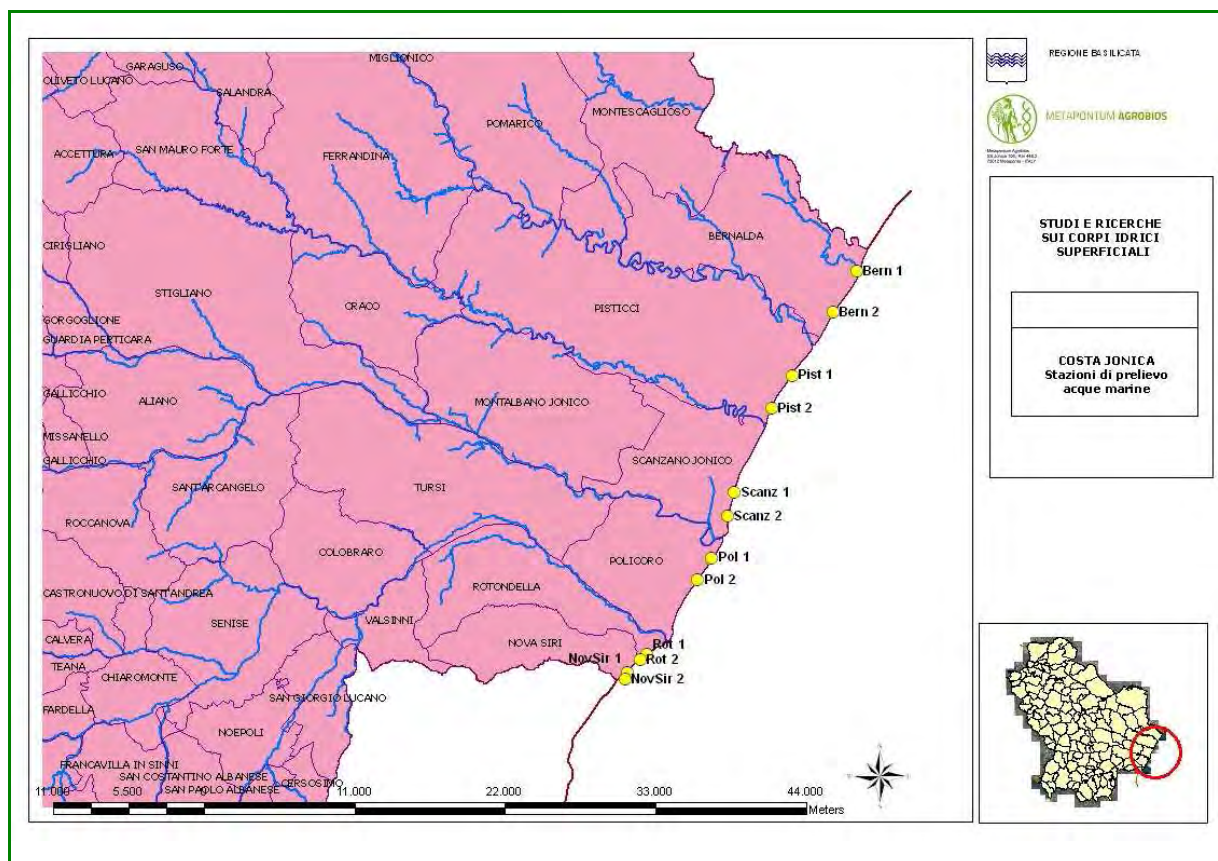 MIGLIONICO
GARAGUSO
OLIVETO LUCANO
SALANDRA
MONTESCAGLIOSO
POMARICO
SAN MAURO FORTE
ACCETTURA
FERRANDINA
BERNALDA
CIRIGLIANO
Bern 1
STIGLIANO
CRACO
PISTICCI
Bern 2
GORGOGLIONE
GUARDIA PERTICARA
Pist 1
GALLICCHIO
ALIANO
MONTALBANO JONICO
Pist 2
MISSANELLO
GALLICCHIO
SCANZANO JONICO
SANT'ARCANGELO
TURSI
Scanz 1
Scanz 2
ROCCANOVA
COLOBRARO
POLICORO
Pol 1
Pol 2
CASTRONUOVO DI SANT'ANDREA
ROTONDELLA
SENISE
VALSINNI
CALVERA
NOVA SIRI
Rot 1
TEANA
NovSir 1
Rot 2
CHIAROMONTE
NovSir 2
SAN GIORGIO LUCANO
FARDELLA
NOEPOLI
FRANCAVILLA IN SINNI
SAN COSTANTINO ALBANESE
CERSOSIMO
SAN PAOLO ALBANESE
11.000 5.500 0 11.000 22.000 33.000 44.000
Meters
REGIONE BASILICATA
METAPONTUM AGROBIOS
Metapontum Agrobios
STUDI E RICERCHE
SUI CORPI IDRICI
SUPERFICIALI
COSTA JONICA
Stazioni di prelievo
acque marine